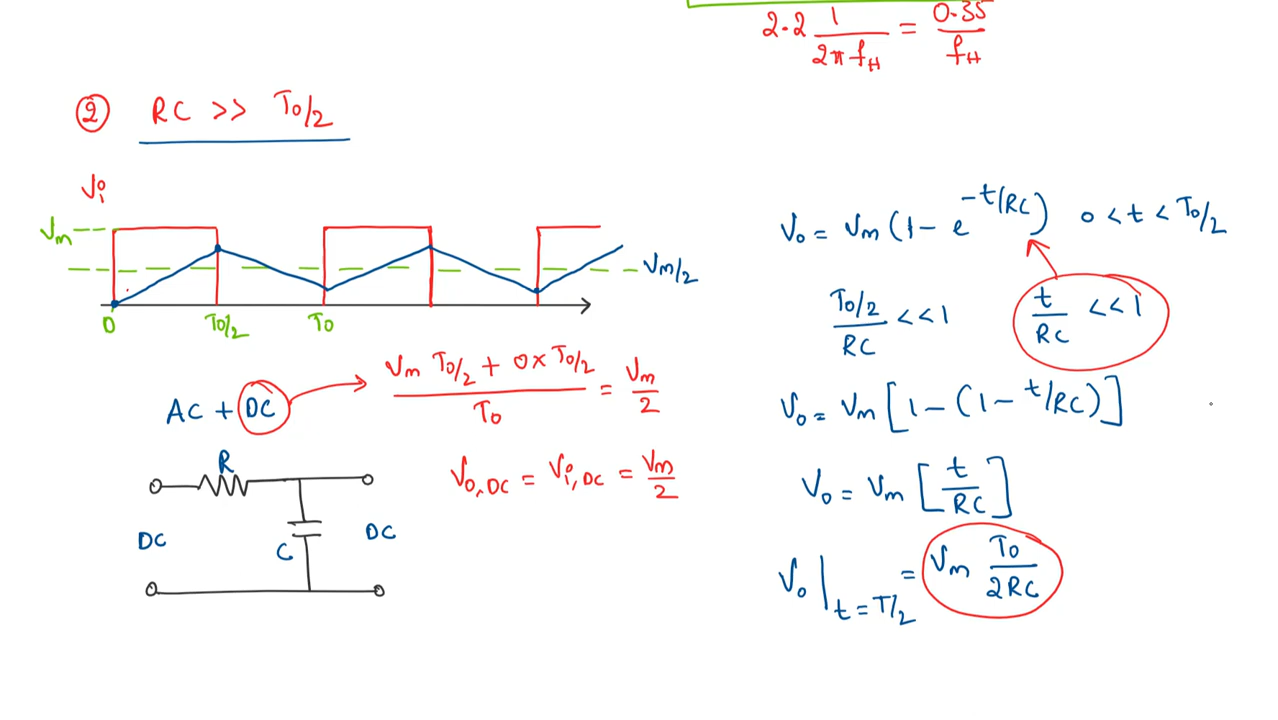 2.2 1/(2π fH) = 0.35/fH
② RC >> T0/2
Vi
Vm
Vm/2
0 T0/2 T0
AC + DC → (Vm T0/2 + 0 × T0/2)/T0 = Vm/2
R
C
DC
DC
Vo,DC = Vi,DC = Vm/2
Vo = Vm (1 - e^(-t/RC)) 0 < t < T0/2
(T0/2)/RC << 1
t/RC << 1
Vo = Vm [1 - (1 - t/RC)]
Vo = Vm [t/RC]
Vo | t = T/2 = Vm T0/2RC